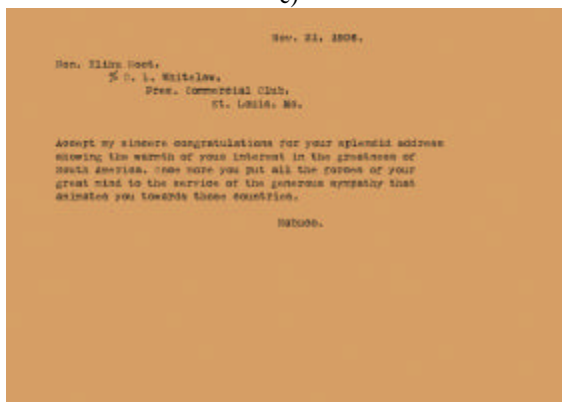 c)
Nov. 21, 1906.
Hon. Elihu Root,
% O. L. Whitelaw,
Pres. Commercial Club,
St. Louis, Mo.
Accept my sincere congratulations for your splendid address
showing the warmth of your interest in the greatness of
South America. Once more you put all the forces of your
great mind to the service of the generous sympathy that
animates you towards those countries.
Nabuco.